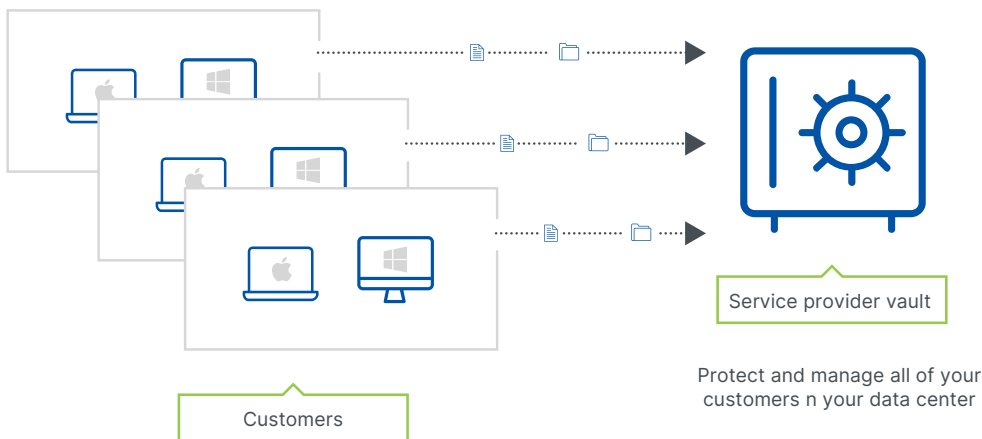 Service provider vault
Protect and manage all of your
customers n your data center
Customers